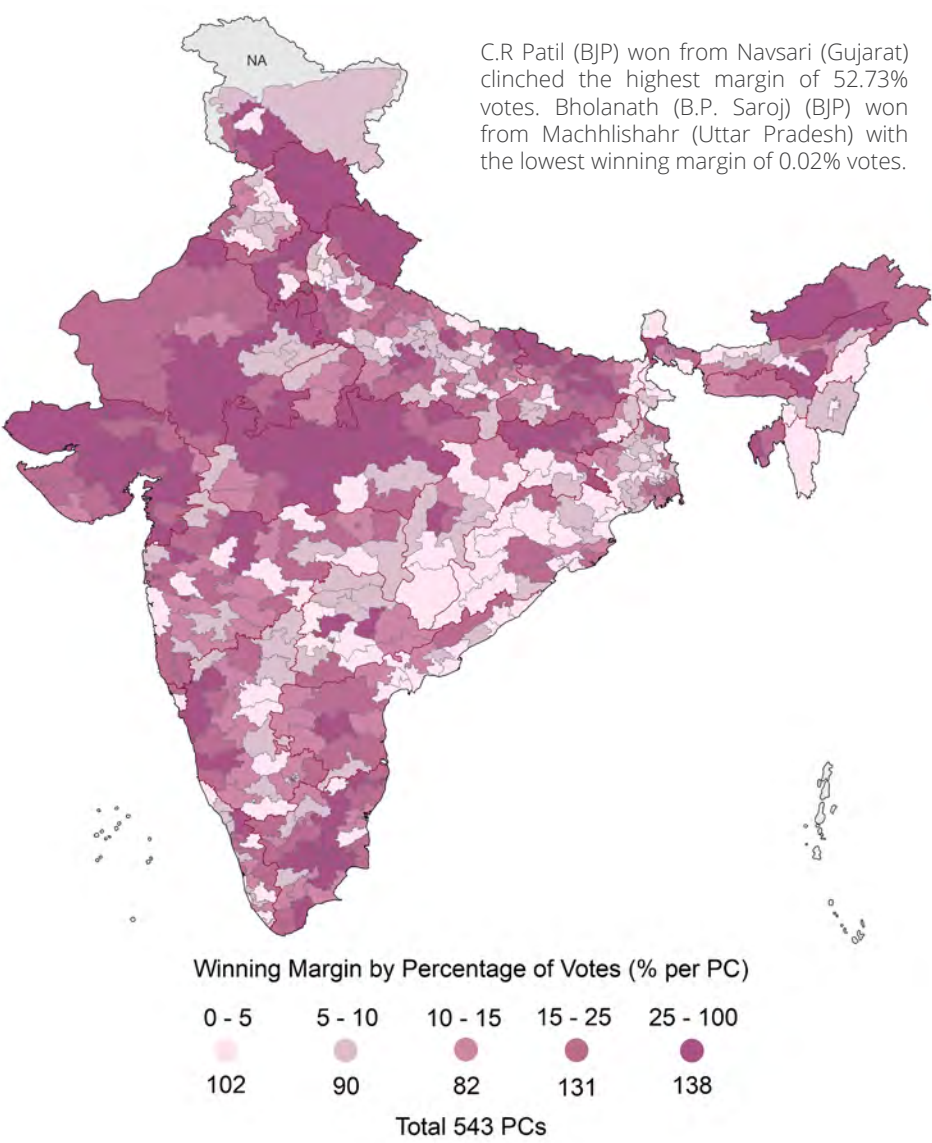 C.R Patil (BJP) won from Navsari (Gujarat)
clinched the highest margin of 52.73%
votes. Bholanath (B.P. Saroj) (BJP) won
from Machhlishahr (Uttar Pradesh) with
the lowest winning margin of 0.02% votes.
NA
Winning Margin by Percentage of Votes (% per PC)
0 - 5 5 - 10 10 - 15 15 - 25 25 - 100
102 90 82 131 138
Total 543 PCs